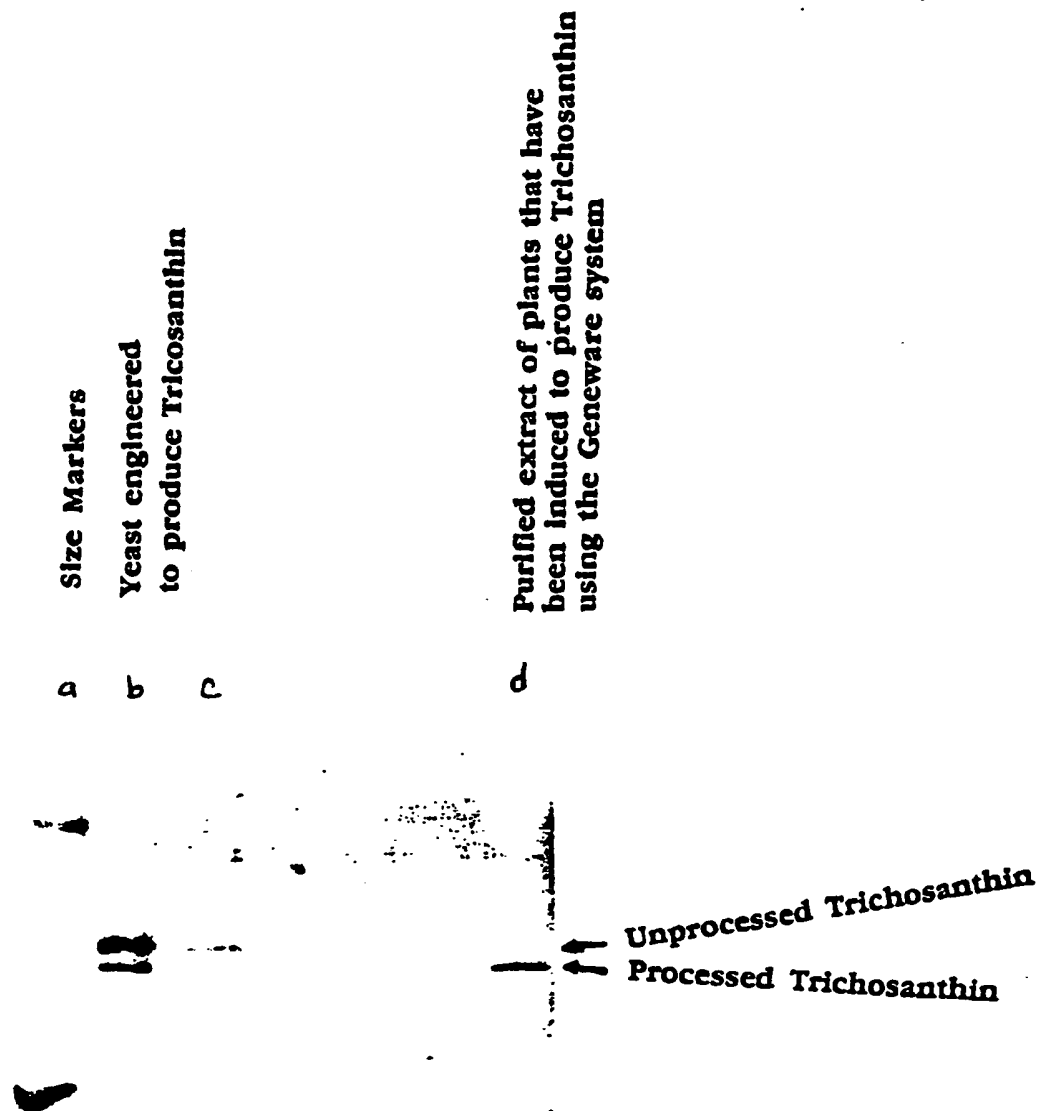 Size Markers
Yeast engineered
to produce Tricosanthin
Purified extract of plants that have
been induced to produce Trichosanthin
using the Geneware system
a
b
c
d
Unprocessed Trichosanthin
Processed Trichosanthin